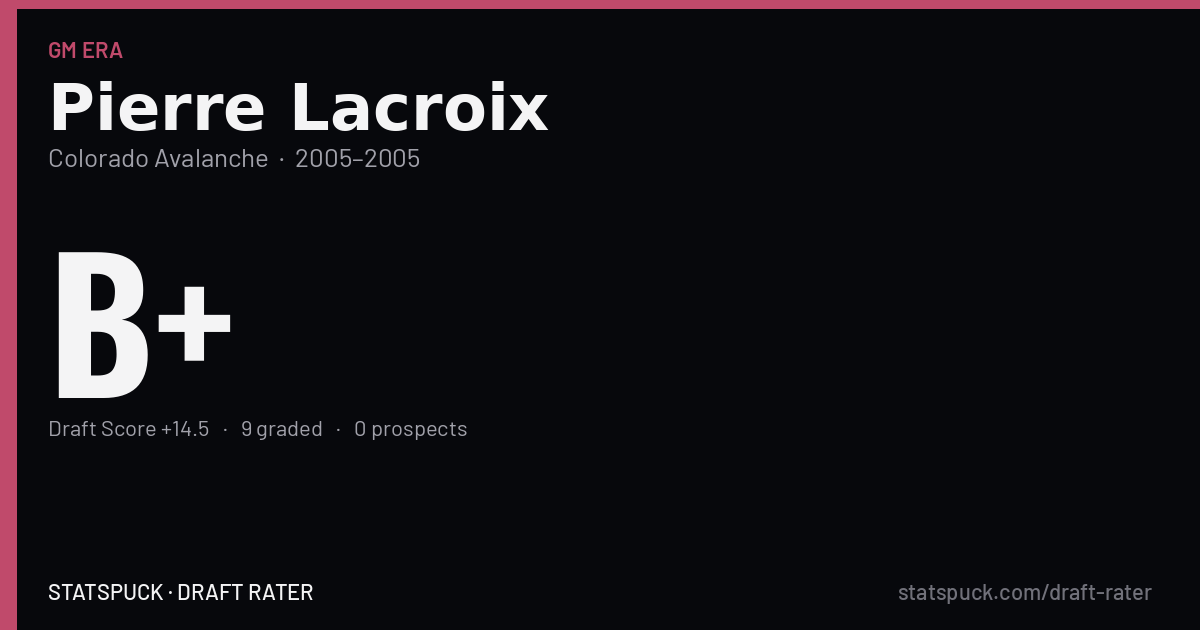 GM ERA
Pierre Lacroix
Colorado Avalanche · 2005–2005
B+
Draft Score +14.5 · 9 graded · 0 prospects
STATSPUCK · DRAFT RATER
statspuck.com/draft-rater